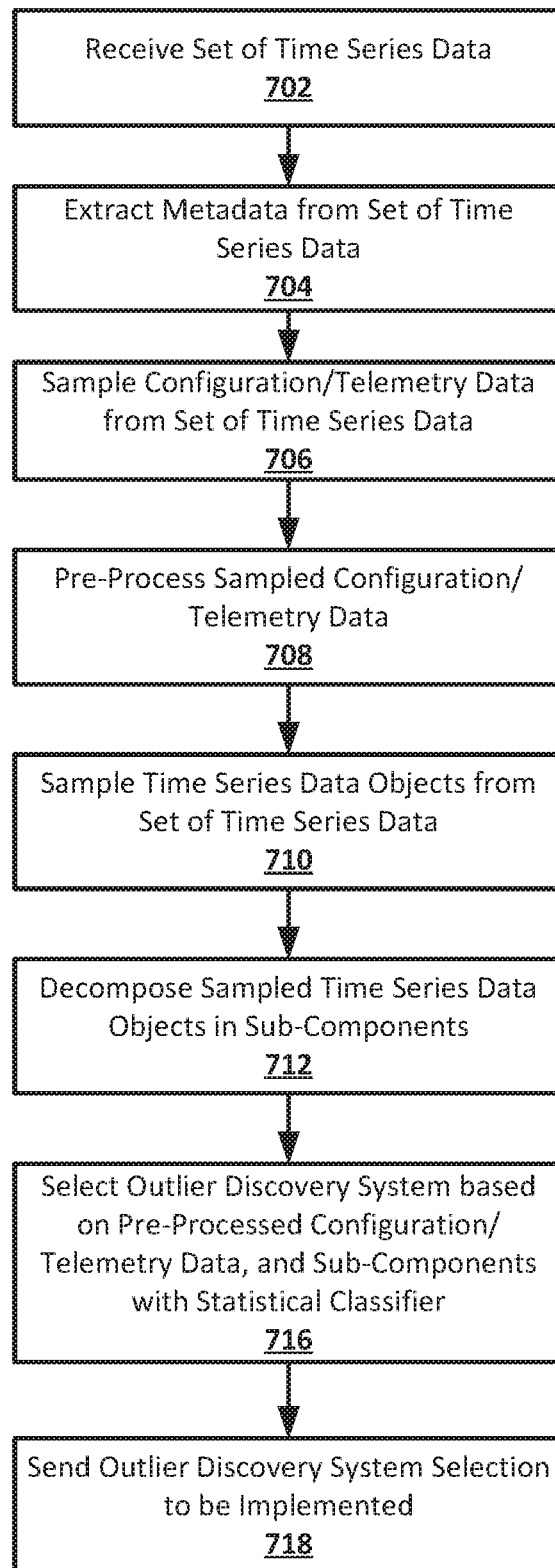 Receive Set of Time Series Data
702
Extract Metadata from Set of Time
Series Data
704
Sample Configuration/Telemetry Data
from Set of Time Series Data
706
Pre-Process Sampled Configuration/
Telemetry Data
708
Sample Time Series Data Objects from
Set of Time Series Data
710
Decompose Sampled Time Series Data
Objects in Sub-Components
712
Select Outlier Discovery System based
on Pre-Processed Configuration/
Telemetry Data, and Sub-Components
with Statistical Classifier
716
Send Outlier Discovery System Selection
to be Implemented
718